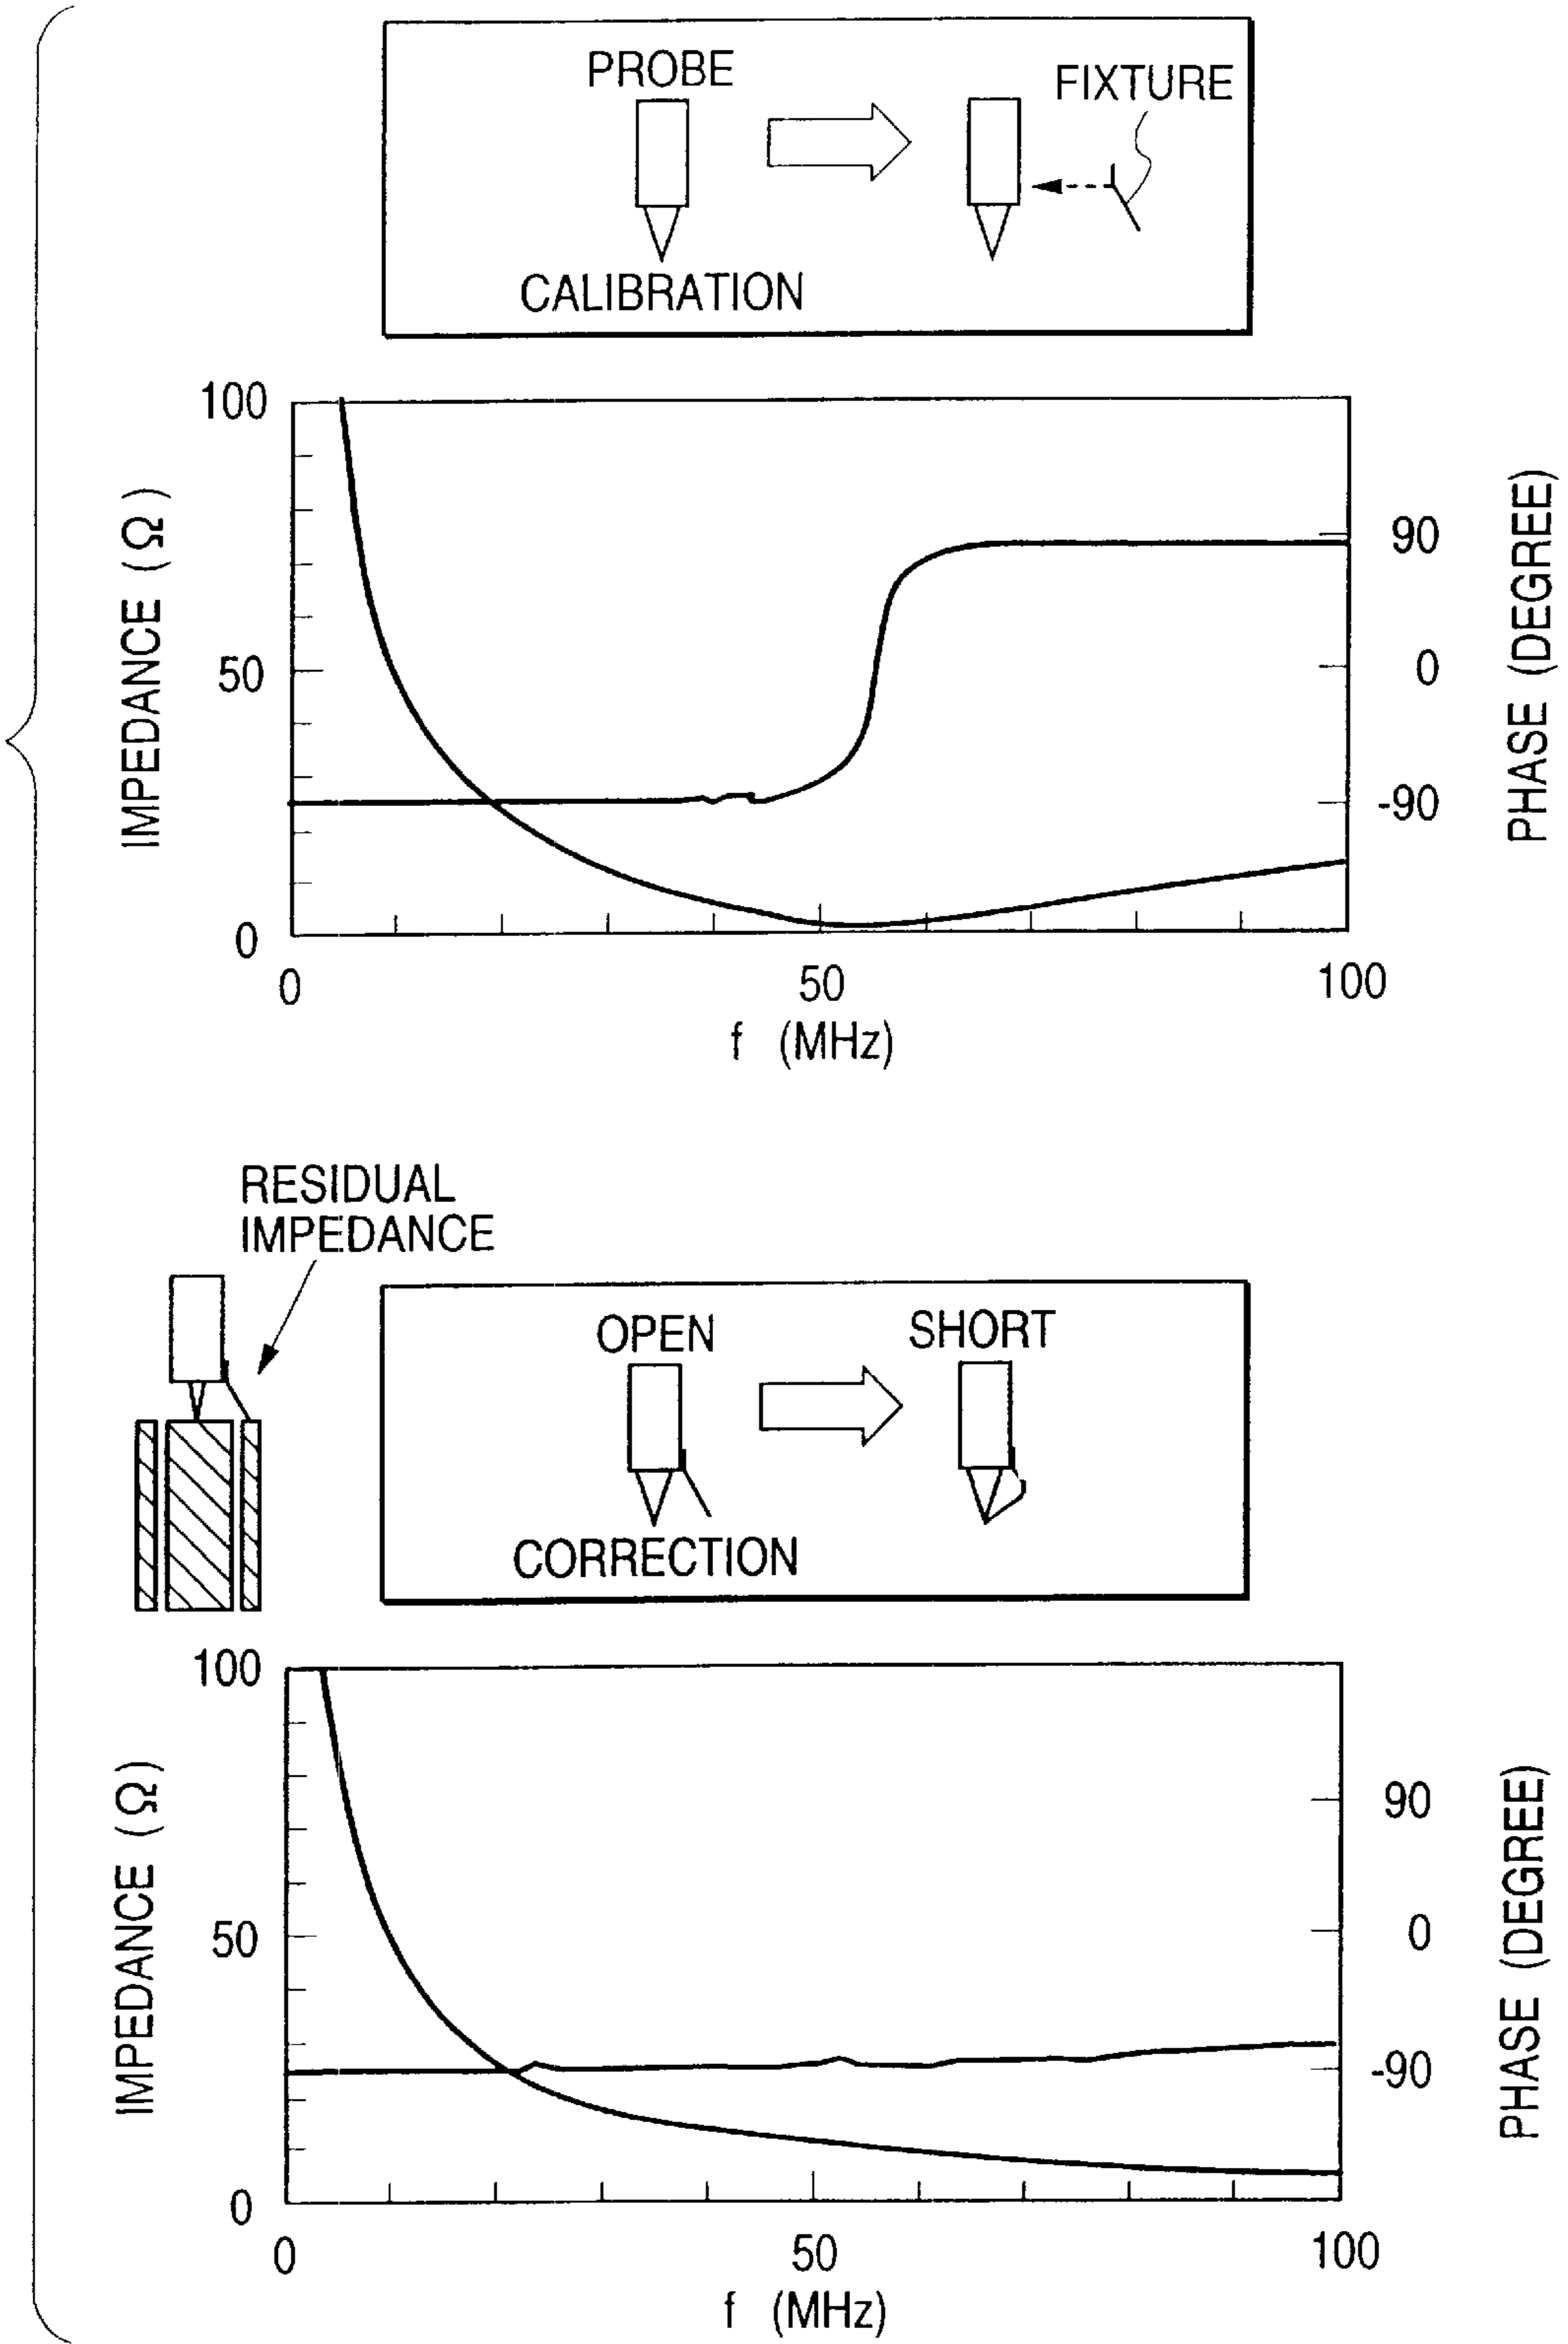 PROBE
FIXTURE
CALIBRATION
100
50
0
IMPEDANCE (Ω)
90
0
-90
PHASE (DEGREE)
0
50
100
f (MHz)
RESIDUAL
IMPEDANCE
OPEN
SHORT
CORRECTION
100
50
0
IMPEDANCE (Ω)
90
0
-90
PHASE (DEGREE)
0
50
100
f (MHz)